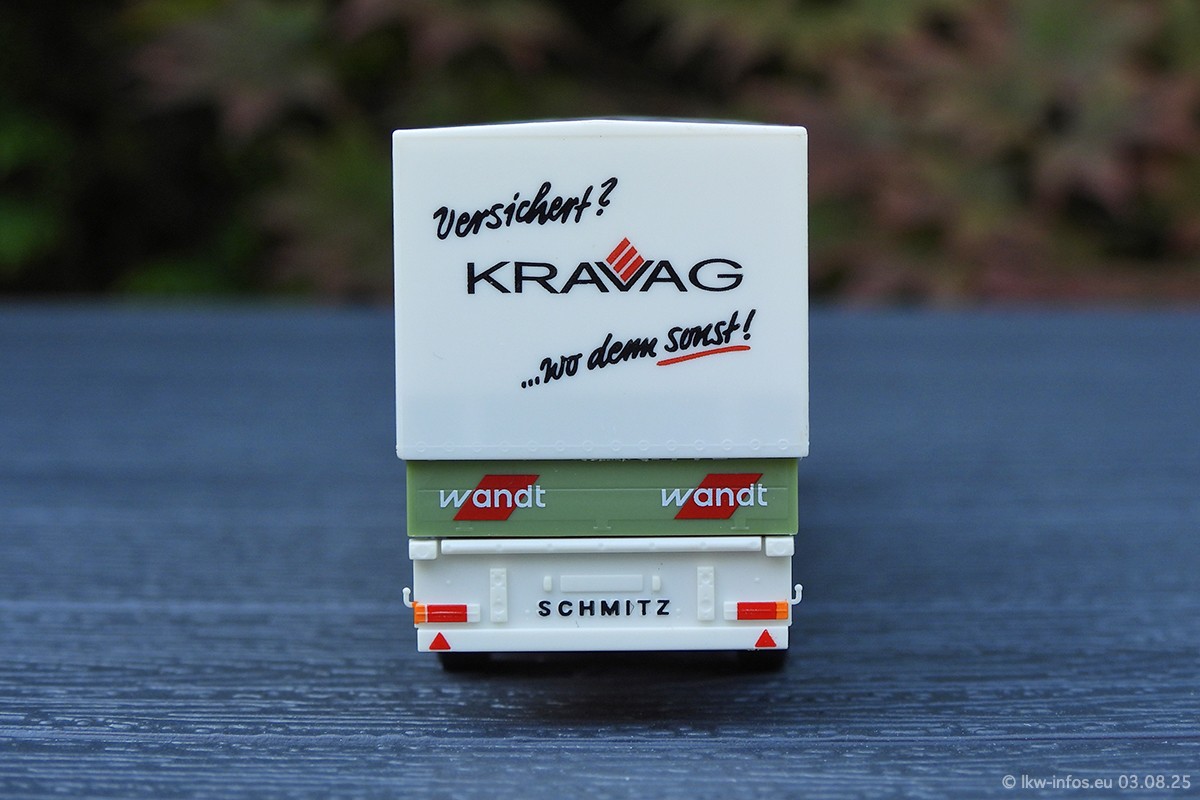 Versichert?
KRAVAG
...wo denn sonst!
wandt wandt
SCHMITZ
© lkw-infos.eu 03.08.25